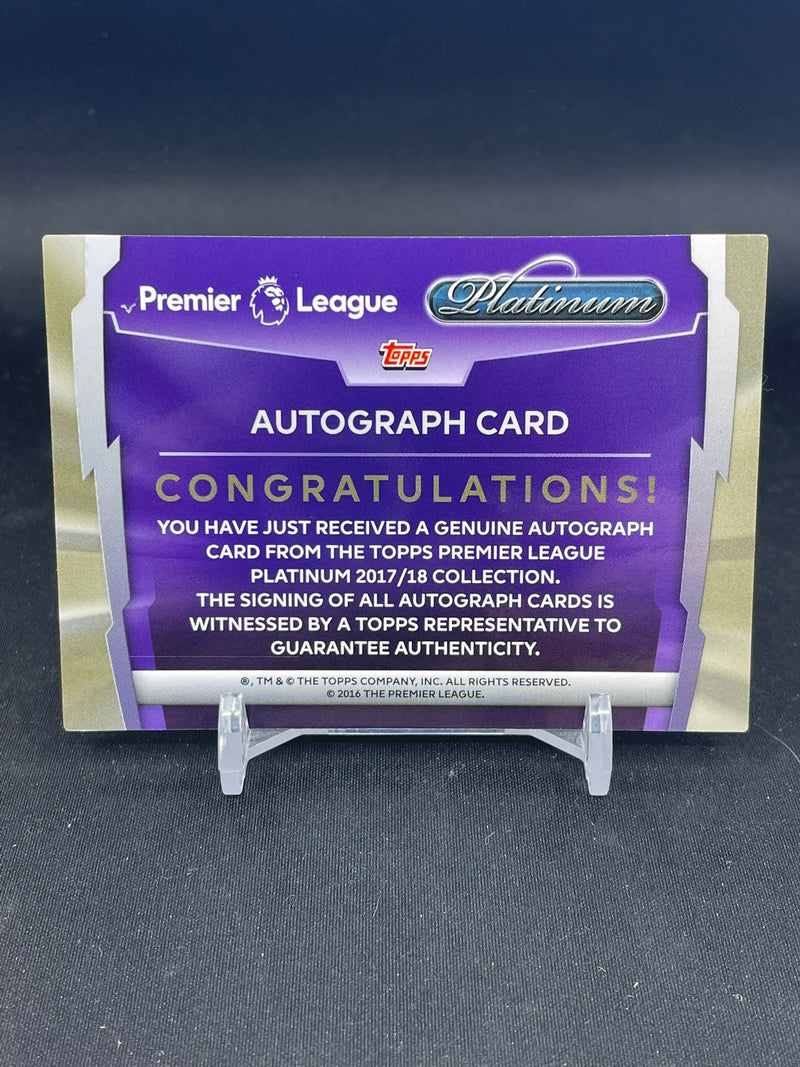 Premier League Platinum
topps
AUTOGRAPH CARD
CONGRATULATIONS!
YOU HAVE JUST RECEIVED A GENUINE AUTOGRAPH
CARD FROM THE TOPPS PREMIER LEAGUE
PLATINUM 2017/18 COLLECTION.
THE SIGNING OF ALL AUTOGRAPH CARDS IS
WITNESSED BY A TOPPS REPRESENTATIVE TO
GUARANTEE AUTHENTICITY.
®, TM & © THE TOPPS COMPANY, INC. ALL RIGHTS RESERVED.
© 2016 THE PREMIER LEAGUE.